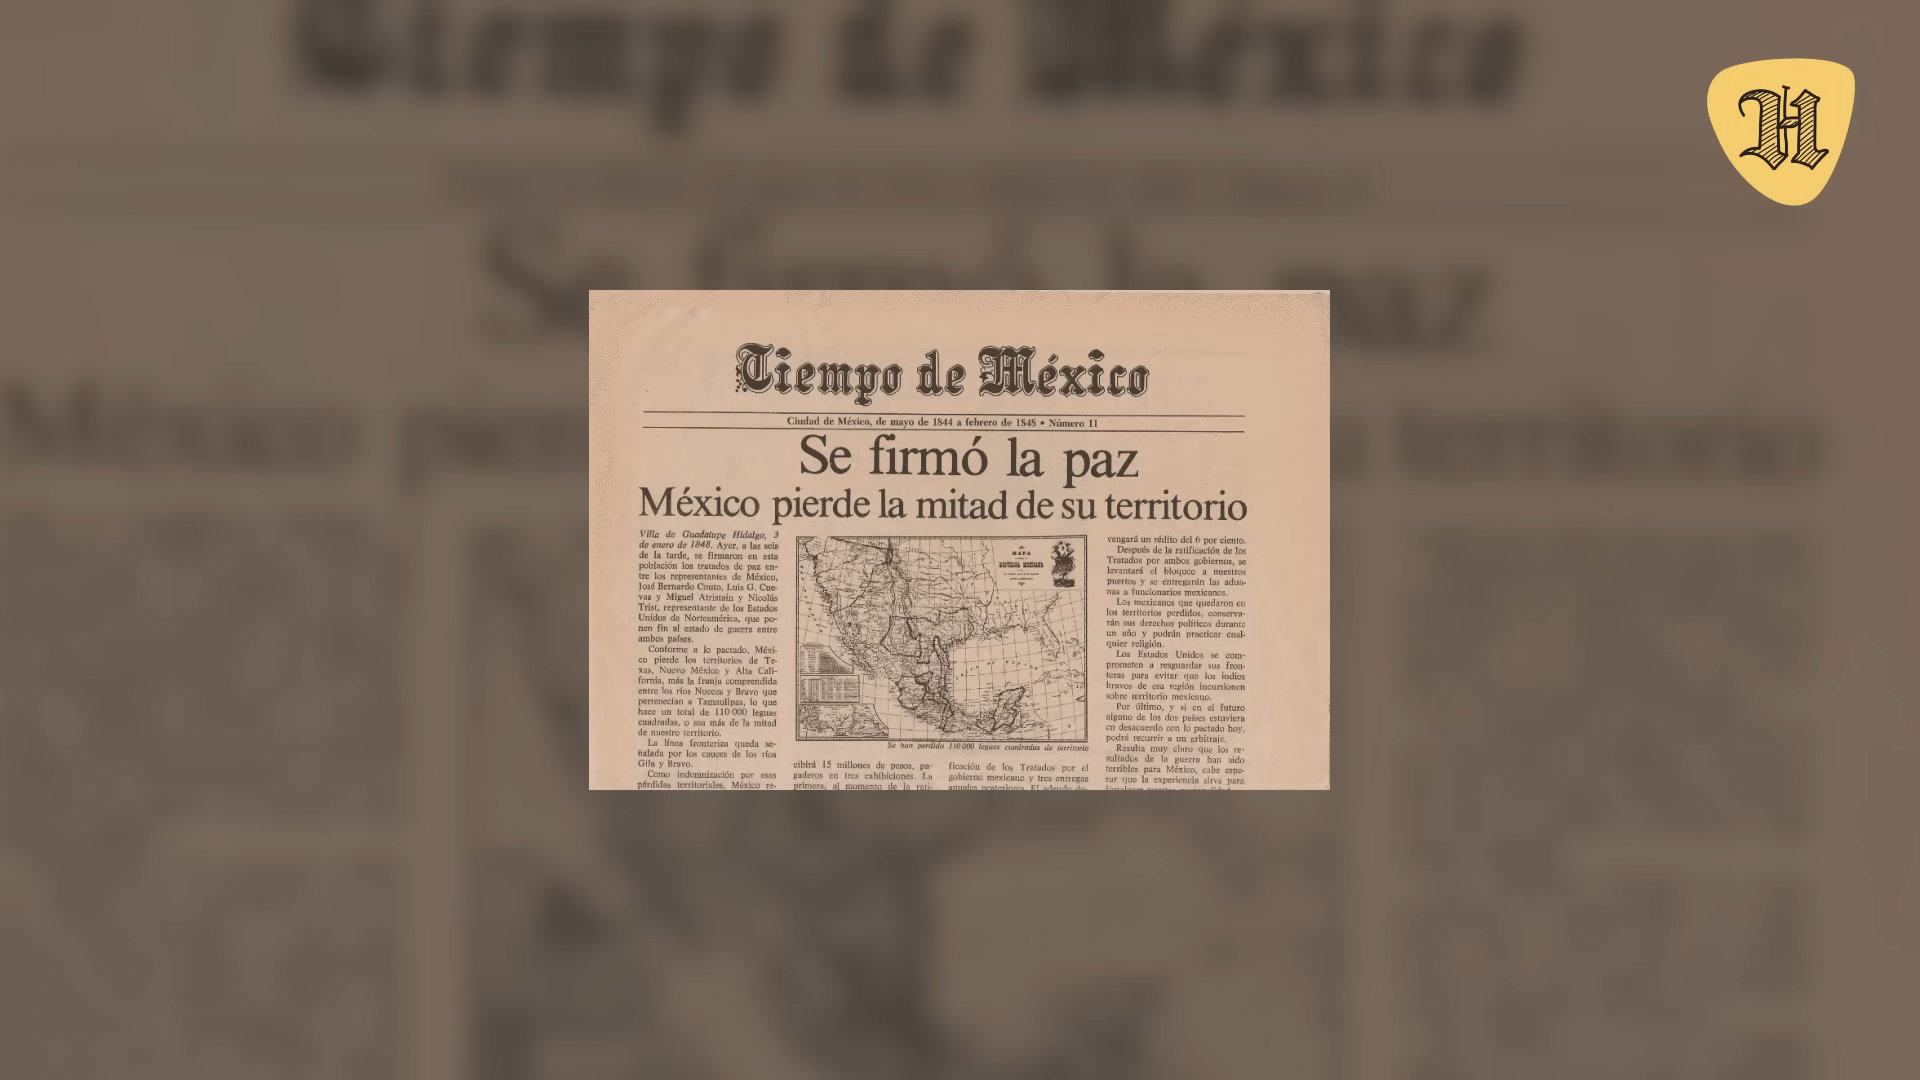 H
Tiempo de México
Ciudad de México, de mayo de 1844 a febrero de 1848 • Número 11
Se firmó la paz
México pierde la mitad de su territorio
Villa de Guadalupe Hidalgo, 3
de enero de 1848. Ayer, a las seis
de la tarde, se firmaron en esta
población los tratados de paz en-
tre los representantes de México,
José Bernardo Couto, Luis G. Cue-
vas y Miguel Atristain y Nicolás
Trist, representante de los Estados
Unidos de Norteamérica, que po-
nen fin al estado de guerra entre
ambos países.
Conforme a lo pactado, Méxi-
co pierde los territorios de Te-
xas, Nuevo México y Alta Cali-
fornia, más la franja comprendida
entre los ríos Nueces y Bravo que
pertenecían a Tamaulipas, lo que
hace un total de 110 000 leguas
cuadradas, o sea más de la mitad
de nuestro territorio.
La línea fronteriza queda se-
ñalada por los cauces de los ríos
Gila y Bravo.
Como indemnización por esas
pérdidas territoriales, México re-
MAPA
REPÚBLICA MEXICANA
Se han perdido 110 000 leguas cuadradas de territorio
cibirá 15 millones de pesos, pa-
gaderos en tres exhibiciones. La
primera, al momento de la rati-
ficación de los Tratados por el
gobierno mexicano y tres entregas
anuales posteriores. El adeudo de-
vengará un rédito del 6 por ciento.
Después de la ratificación de los
Tratados por ambos gobiernos, se
levantará el bloqueo a nuestros
puertos y se entregarán las adua-
nas a funcionarios mexicanos.
Los mexicanos que quedaron en
los territorios perdidos, conserva-
rán sus derechos políticos durante
un año y podrán practicar cual-
quier religión.
Los Estados Unidos se com-
prometen a resguardar sus fron-
teras para evitar que los indios
bravos de esa región incursionen
sobre territorio mexicano.
Por último, y si en el futuro
alguno de los dos países estuviera
en desacuerdo con lo pactado hoy,
podrá recurrir a un arbitraje.
Resulta muy claro que los re-
sultados de la guerra han sido
terribles para México, cabe espe-
rar que la experiencia sirva para